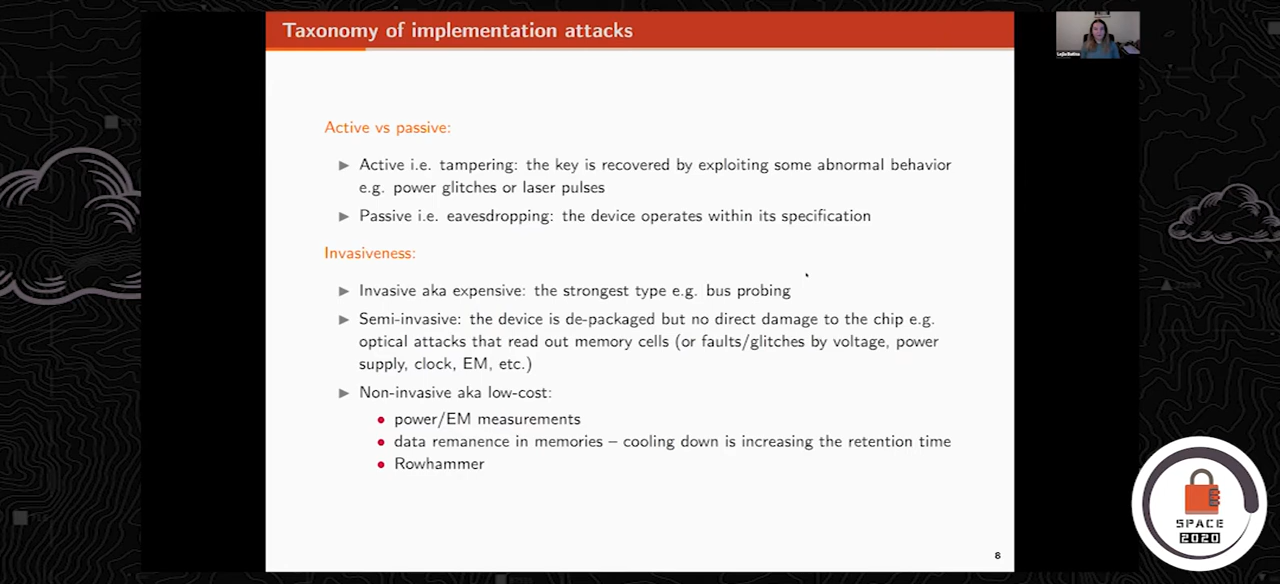 Taxonomy of implementation attacks
Active vs passive:
▶ Active i.e. tampering: the key is recovered by exploiting some abnormal behavior
e.g. power glitches or laser pulses
▶ Passive i.e. eavesdropping: the device operates within its specification
Invasiveness:
▶ Invasive aka expensive: the strongest type e.g. bus probing
▶ Semi-invasive: the device is de-packaged but no direct damage to the chip e.g.
optical attacks that read out memory cells (or faults/glitches by voltage, power
supply, clock, EM, etc.)
▶ Non-invasive aka low-cost:
• power/EM measurements
• data remanence in memories – cooling down is increasing the retention time
• Rowhammer
8
SPACE
2020